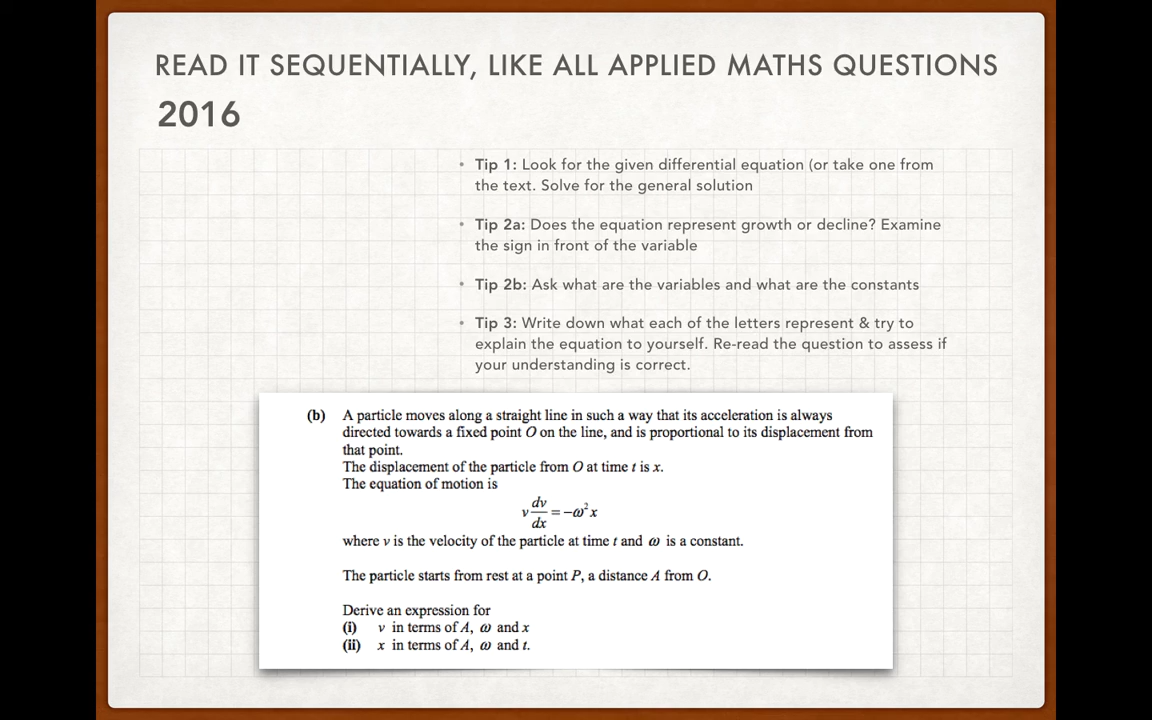 READ IT SEQUENTIALLY, LIKE ALL APPLIED MATHS QUESTIONS
2016
• Tip 1: Look for the given differential equation (or take one from
the text. Solve for the general solution
• Tip 2a: Does the equation represent growth or decline? Examine
the sign in front of the variable
• Tip 2b: Ask what are the variables and what are the constants
• Tip 3: Write down what each of the letters represent & try to
explain the equation to yourself. Re-read the question to assess if
your understanding is correct.
(b) A particle moves along a straight line in such a way that its acceleration is always
directed towards a fixed point O on the line, and is proportional to its displacement from
that point.
The displacement of the particle from O at time t is x.
The equation of motion is
v dv/dx = −ω²x
where v is the velocity of the particle at time t and ω is a constant.
The particle starts from rest at a point P, a distance A from O.
Derive an expression for
(i) v in terms of A, ω and x
(ii) x in terms of A, ω and t.